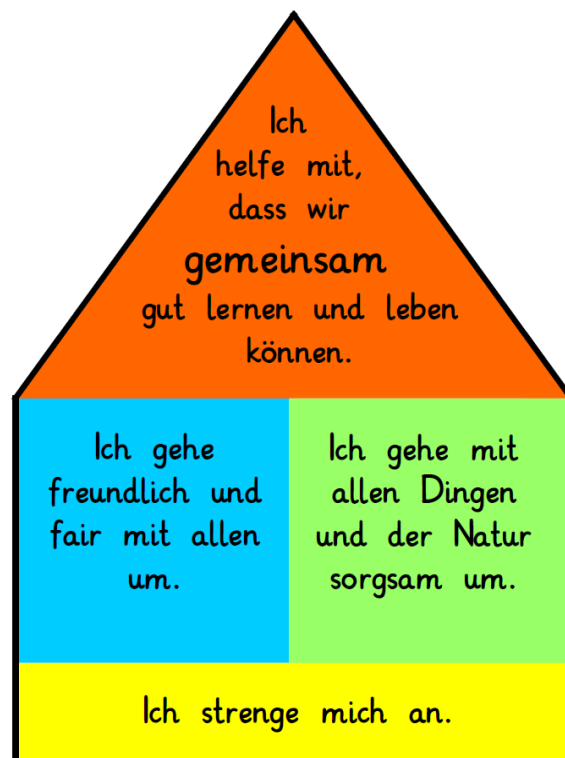 Ich
helfe mit,
dass wir
gemeinsam
gut lernen und leben
können.
Ich gehe
freundlich und
fair mit allen
um.
Ich gehe mit
allen Dingen
und der Natur
sorgsam um.
Ich strenge mich an.